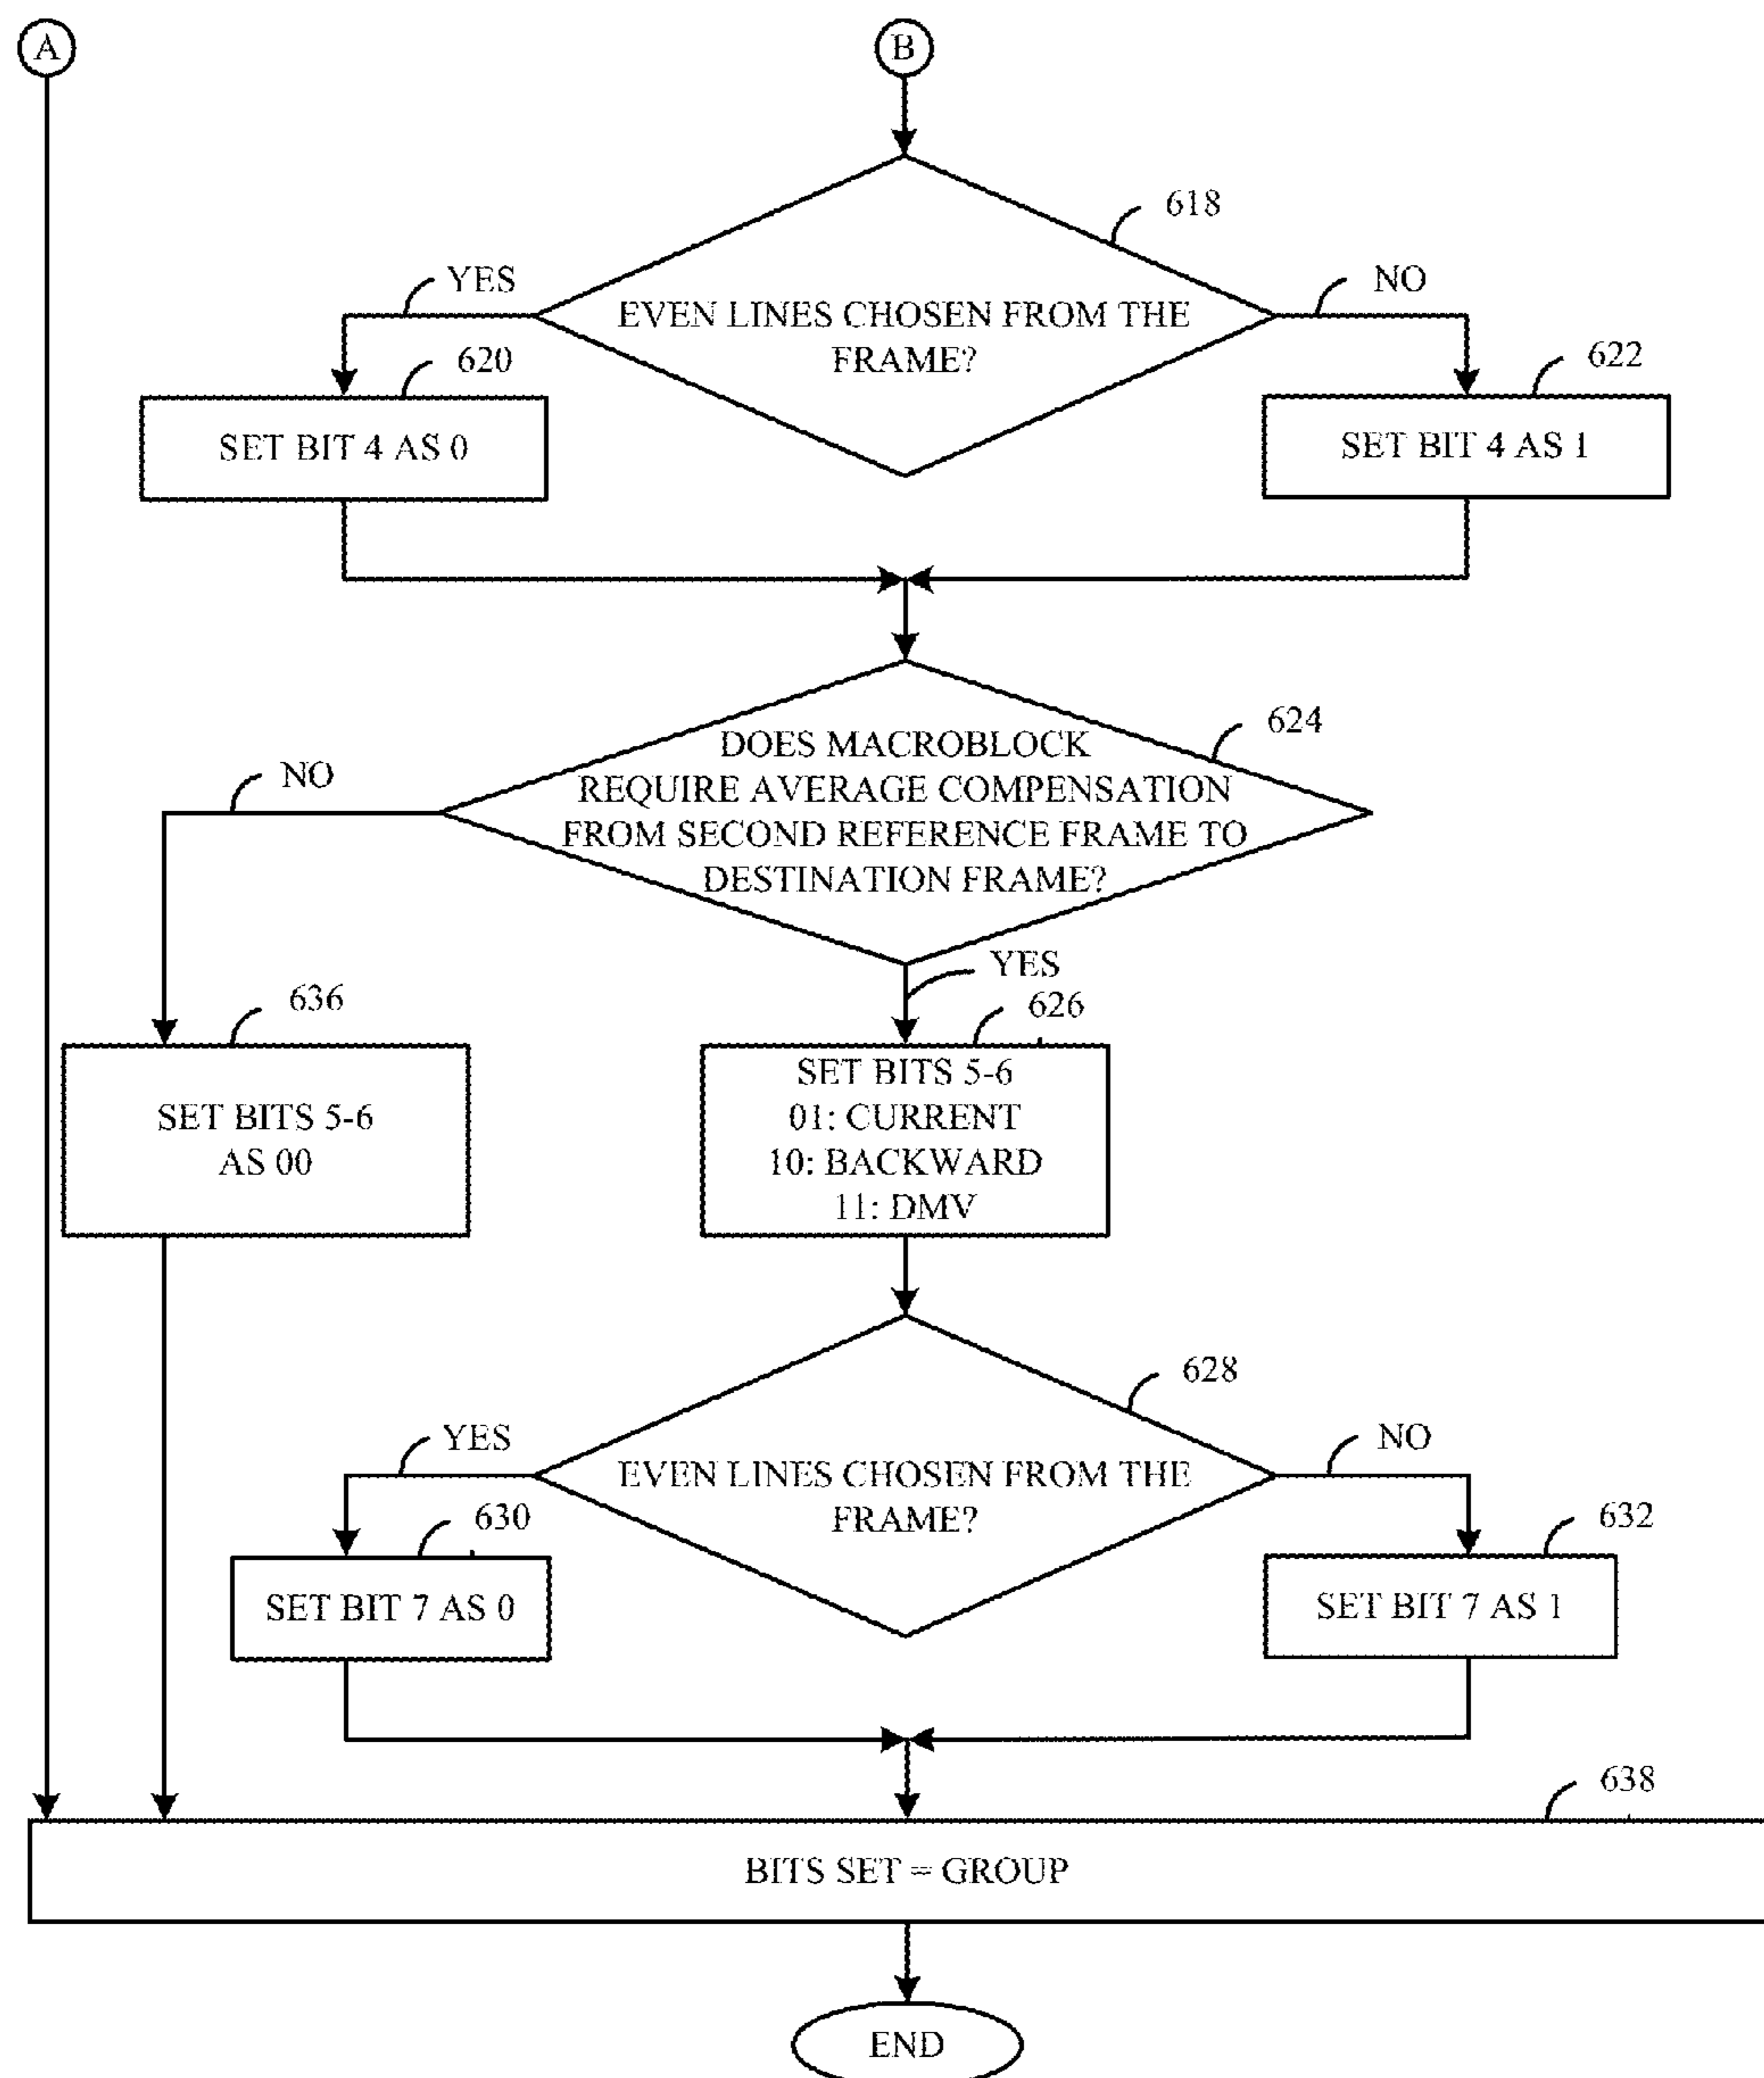 A
B
618
YES
NO
EVEN LINES CHOSEN FROM THE
FRAME?
620
622
SET BIT 4 AS 0
SET BIT 4 AS 1
624
DOES MACROBLOCK
REQUIRE AVERAGE COMPENSATION
FROM SECOND REFERENCE FRAME TO
DESTINATION FRAME?
NO
YES
636
626
SET BITS 5-6
AS 00
SET BITS 5-6
01: CURRENT
10: BACKWARD
11: DMV
628
YES
NO
EVEN LINES CHOSEN FROM THE
FRAME?
630
632
SET BIT 7 AS 0
SET BIT 7 AS 1
638
BITS SET = GROUP
END